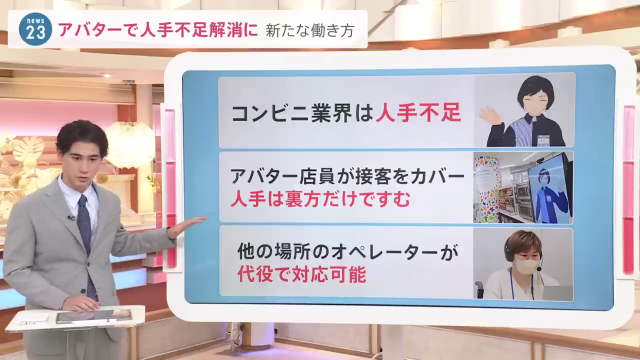 news
23
アバターで人手不足解消に 新たな働き方
コンビニ業界は人手不足
アバター店員が接客をカバー
人手は裏方だけですむ
他の場所のオペレーターが
代役で対応可能